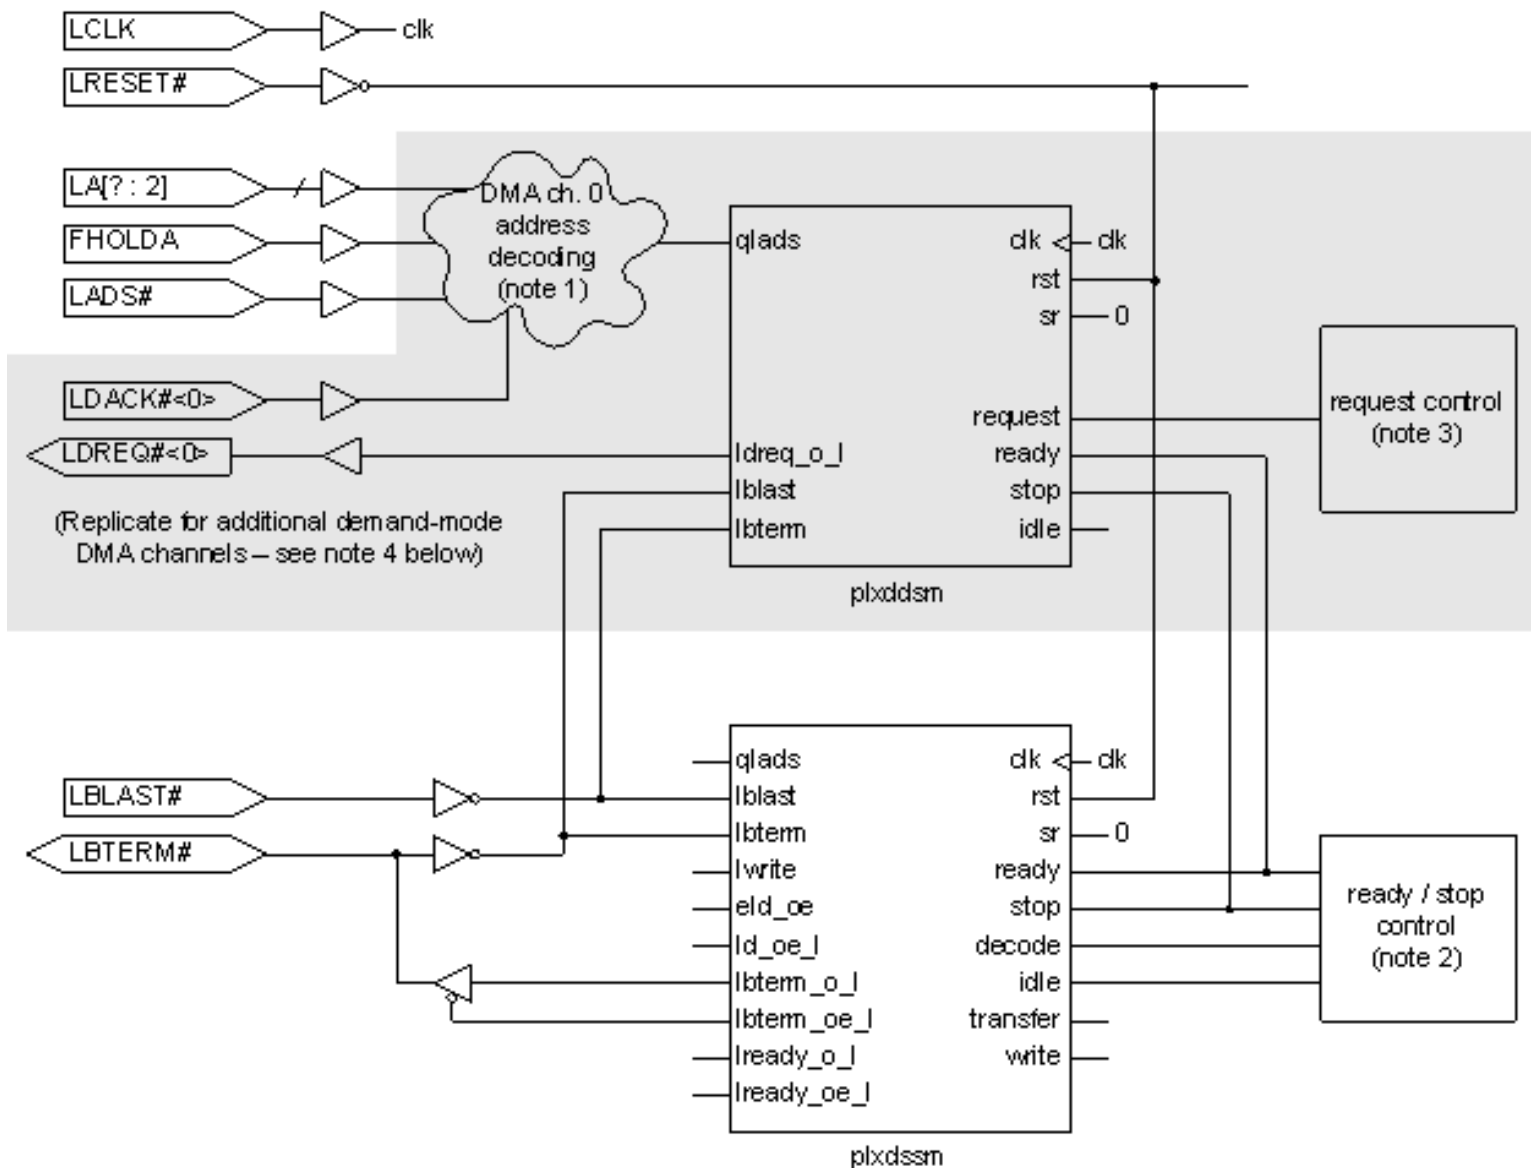 LCLK
clk
LRESET#
LA[? : 2]
FHOLDA
LADS#
DMA ch. 0
address
decoding
(note 1)
LDACK#<0>
LDREQ#<0>
(Replicate for additional demand-mode
DMA channels – see note 4 below)
qlads
clk
clk
rst
sr
0
request
ldreq_o_l
ready
lblast
stop
lbterm
idle
plxddsm
request control
(note 3)
LBLAST#
LBTERM#
qlads
clk
clk
lblast
rst
lbterm
sr
0
lwrite
ready
eld_oe
stop
ld_oe_l
decode
lbterm_o_l
idle
lbterm_oe_l
transfer
lready_o_l
write
lready_oe_l
plxdssm
ready / stop
control
(note 2)